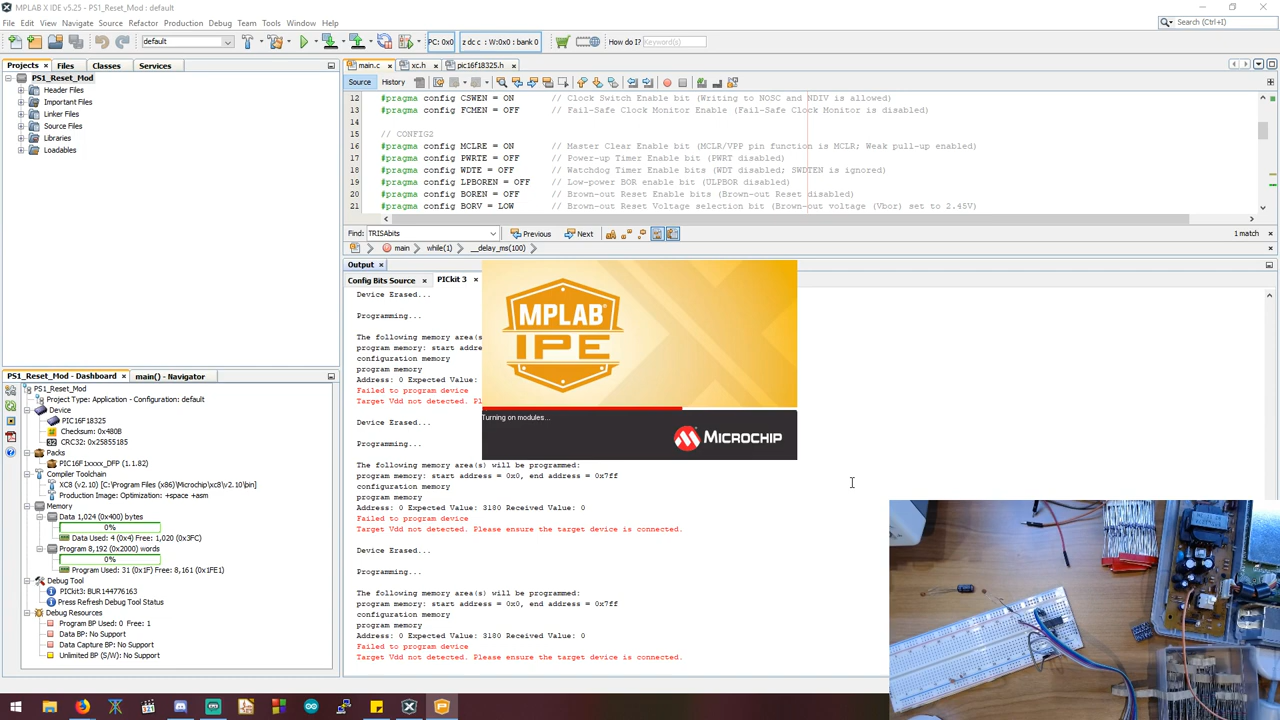 MPLAB X IDE v5.25 - PS1_Reset_Mod : default
File Edit View Navigate Source Refactor Production Debug Team Tools Window Help
Search (Ctrl+I)
default
PC: 0x0
z dc c : W:0x0 : bank 0
How do I? Keyword(s)
Projects Files Classes Services
PS1_Reset_Mod
Header Files
Important Files
Linker Files
Source Files
Libraries
Loadables
main.c xc.h pic16f18325.h
Source History
12 #pragma config CSWEN = ON // Clock Switch Enable bit (Writing to NOSC and NDIV is allowed)
13 #pragma config FCMEN = OFF // Fail-Safe Clock Monitor Enable (Fail-Safe Clock Monitor is disabled)
14
15 // CONFIG2
16 #pragma config MCLRE = ON // Master Clear Enable bit (MCLR/VPP pin function is MCLR; Weak pull-up enabled)
17 #pragma config PWRTE = OFF // Power-up Timer Enable bit (PWRT disabled)
18 #pragma config WDTE = OFF // Watchdog Timer Enable bits (WDT disabled; SWDTEN is ignored)
19 #pragma config LPBOREN = OFF // Low-power BOR enable bit (ULPBOR disabled)
20 #pragma config BOREN = OFF // Brown-out Reset Enable bits (Brown-out Reset disabled)
21 #pragma config BORV = LOW // Brown-out Reset Voltage selection bit (Brown-out voltage (Vbor) set to 2.45V)
Find: TRISAbits Previous Next 1 match
main while(1) __delay_ms(100)
Output
Config Bits Source PICkit 3
Device Erased...
Programming...
The following memory area(s)
program memory: start addre
configuration memory
program memory
Address: 0 Expected Value:
Failed to program device
Target Vdd not detected. Pl
Device Erased...
Programming...
The following memory area(s) will be programmed:
program memory: start address = 0x0, end address = 0x7ff
configuration memory
program memory
Address: 0 Expected Value: 3180 Received Value: 0
Failed to program device
Target Vdd not detected. Please ensure the target device is connected.
Device Erased...
Programming...
The following memory area(s) will be programmed:
program memory: start address = 0x0, end address = 0x7ff
configuration memory
program memory
Address: 0 Expected Value: 3180 Received Value: 0
Failed to program device
Target Vdd not detected. Please ensure the target device is connected.
MPLAB®
IPE
Turning on modules...
MICROCHIP
PS1_Reset_Mod - Dashboard main() - Navigator
PS1_Reset_Mod
Project Type: Application - Configuration: default
Device
PIC16F18325
Checksum: 0x480B
CRC32: 0x25855185
Packs
PIC16F1xxxx_DFP (1.1.82)
Compiler Toolchain
XC8 (v2.10) [C:\Program Files (x86)\Microchip\xc8\v2.10\bin]
Production Image: Optimization: +space +asm
Memory
Data 1,024 (0x400) bytes
0%
Data Used: 4 (0x4) Free: 1,020 (0x3FC)
Program 8,192 (0x2000) words
0%
Program Used: 31 (0x1F) Free: 8,161 (0x1FE1)
Debug Tool
PICkit3: BUR144776163
Press Refresh Debug Tool Status
Debug Resources
Program BP Used: 0 Free: 1
Data BP: No Support
Data Capture BP: No Support
Unlimited BP (S/W): No Support